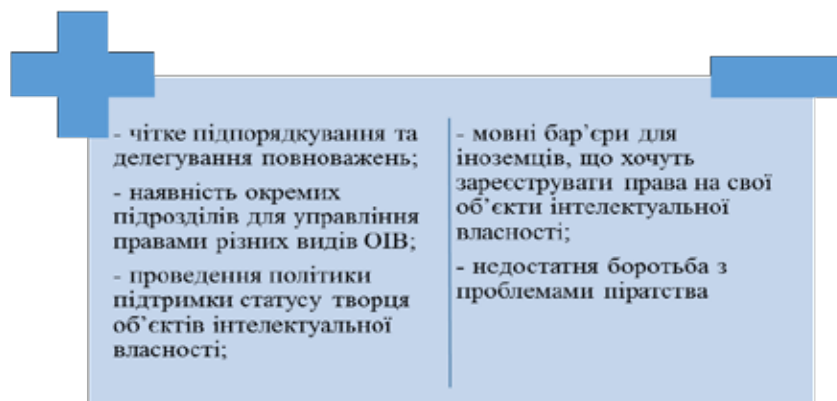 - чітке підпорядкування та
делегування повноважень;
- наявність окремих
підрозділів для управління
правами різних видів ОІВ;
- проведення політики
підтримки статусу творця
об’єктів інтелектуальної
власності;
- мовні бар’єри для
іноземців, що хочуть
зареєструвати права на свої
об’єкти інтелектуальної
власності;
- недостатня боротьба з
проблемами піратства